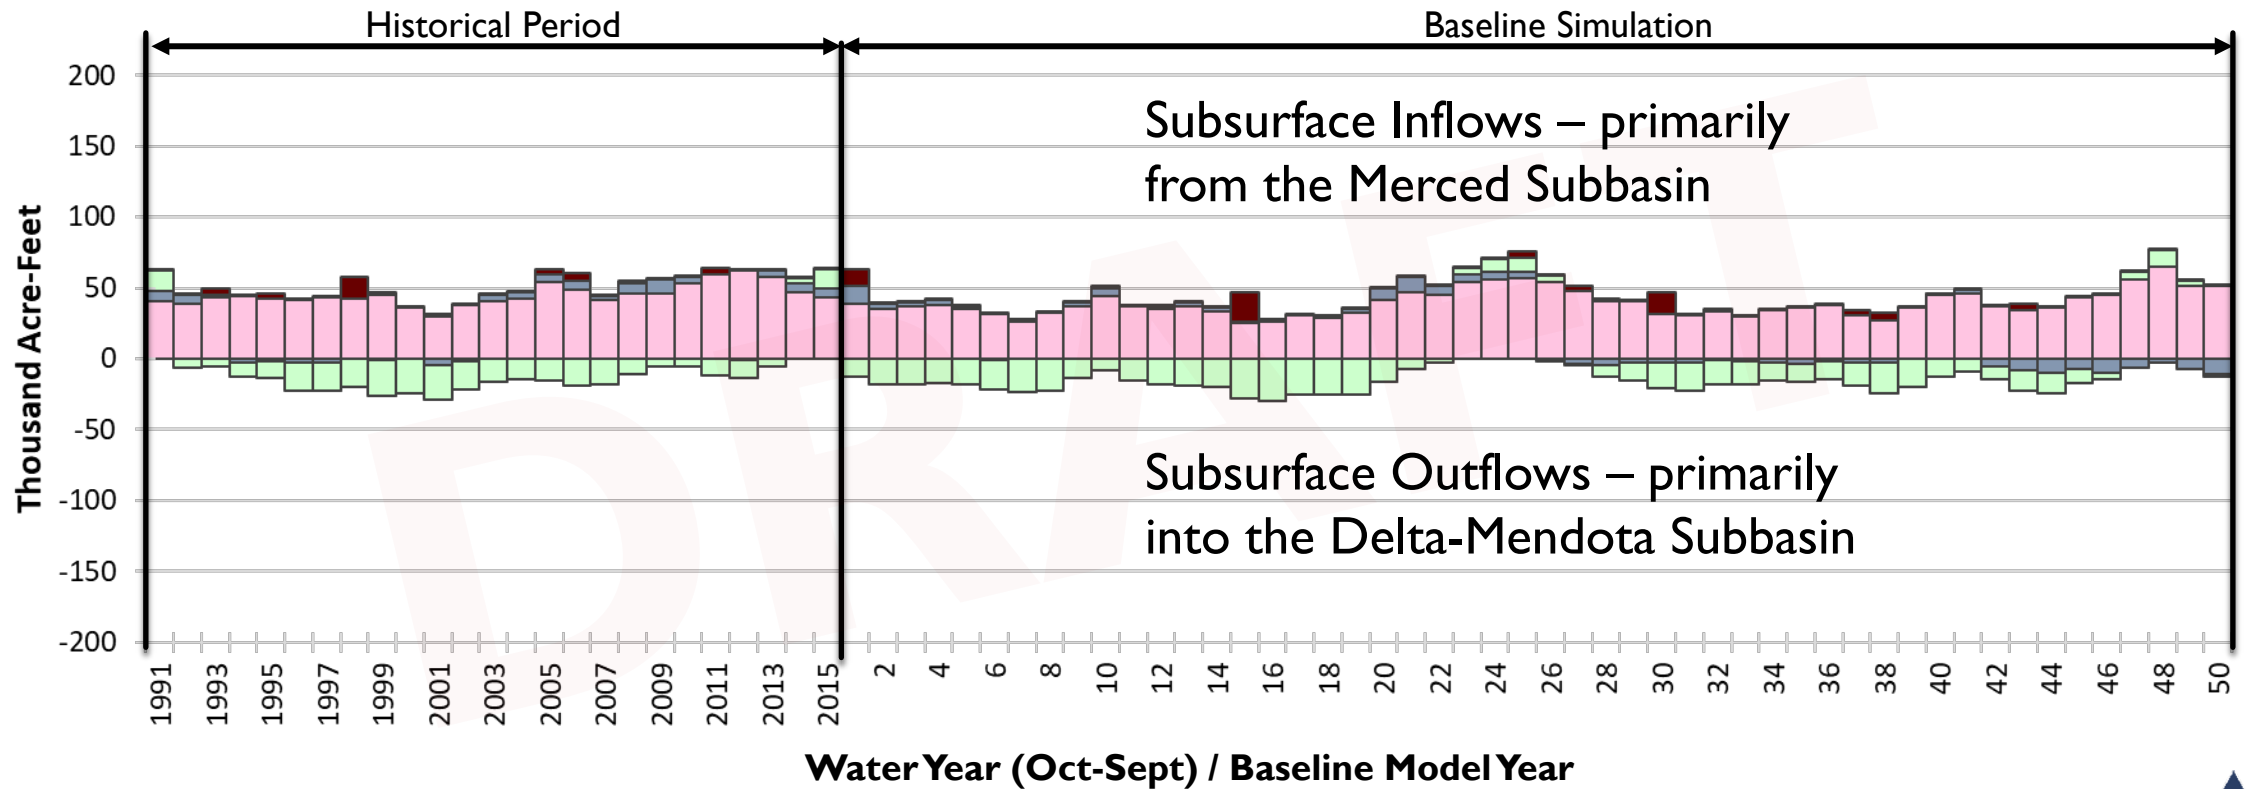 Historical Period
Baseline Simulation
200
150
100
50
0
-50
-100
-150
-200
Thousand Acre-Feet
Subsurface Inflows – primarily
from the Merced Subbasin
Subsurface Outflows – primarily
into the Delta-Mendota Subbasin
DRAFT
1991 1993 1995 1997 1999 2001 2003 2005 2007 2009 2011 2013 2015 2 4 6 8 10 12 14 16 18 20 22 24 26 28 30 32 34 36 38 40 42 44 46 48 50
Water Year (Oct-Sept) / Baseline Model Year